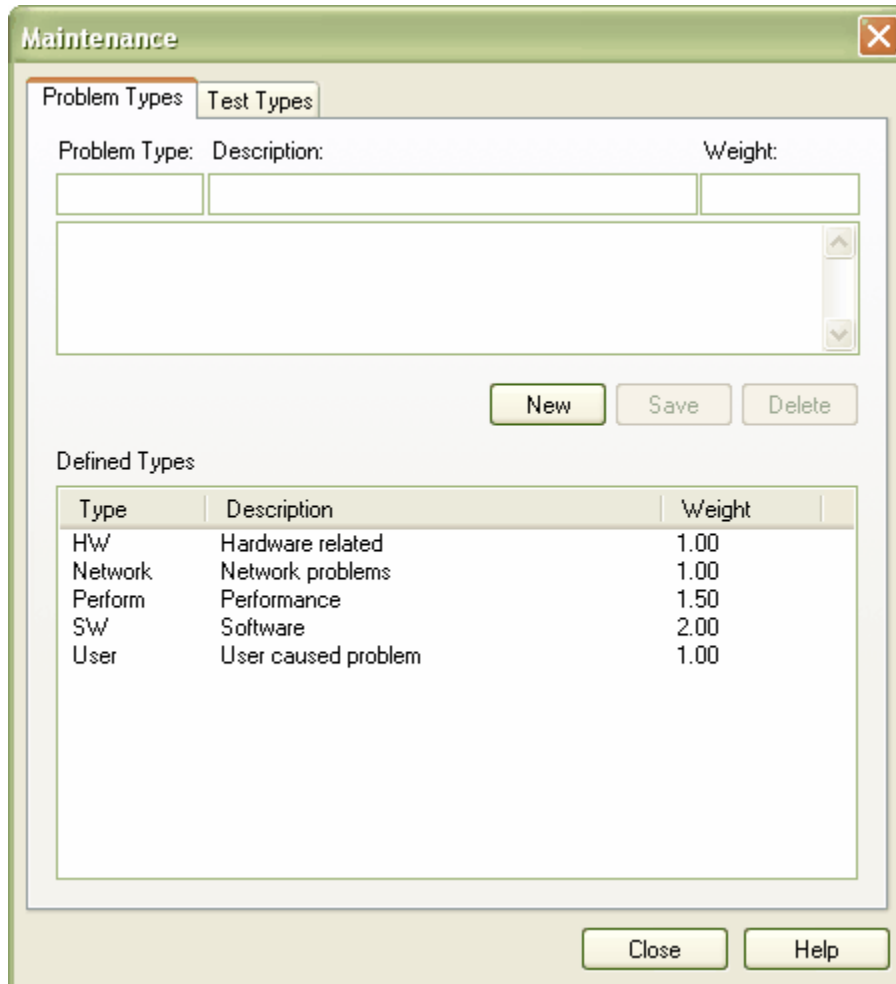 Maintenance
Problem Types Test Types
Problem Type: Description: Weight:
New Save Delete
Defined Types
Type Description Weight
HW Hardware related 1.00
Network Network problems 1.00
Perform Performance 1.50
SW Software 2.00
User User caused problem 1.00
Close Help